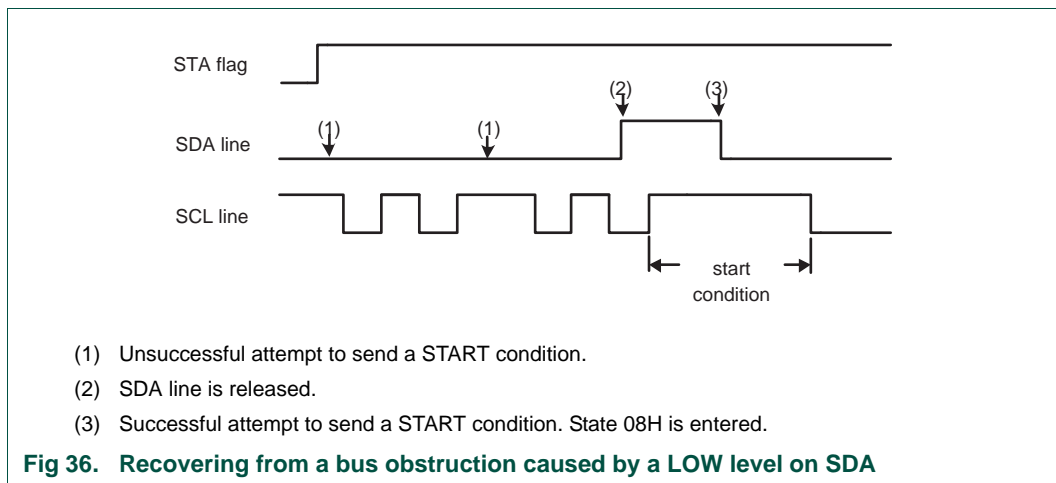 STA flag
(2) (3)
(1) (1)
SDA line
SCL line
start
condition
(1) Unsuccessful attempt to send a START condition.
(2) SDA line is released.
(3) Successful attempt to send a START condition. State 08H is entered.
Fig 36. Recovering from a bus obstruction caused by a LOW level on SDA